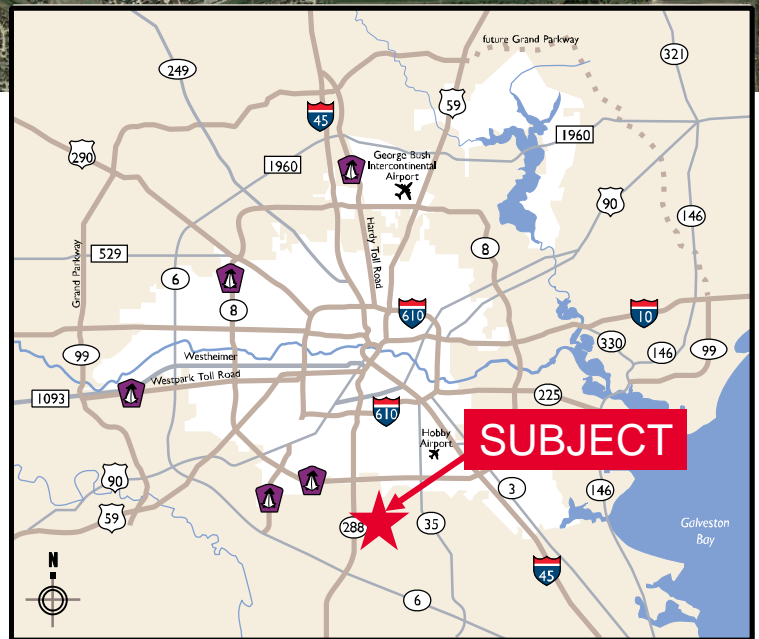 future Grand Parkway
321
249
59
45
1960
290
George Bush
Intercontinental
Airport
1960
90
146
Hardy Toll Road
8
529
Grand Parkway
6
8
610
10
330
146
99
99
Westheimer
Westpark Toll Road
1093
225
610
Hobby
Airport
SUBJECT
90
59
3
146
288
35
Galveston
Bay
N
45
6